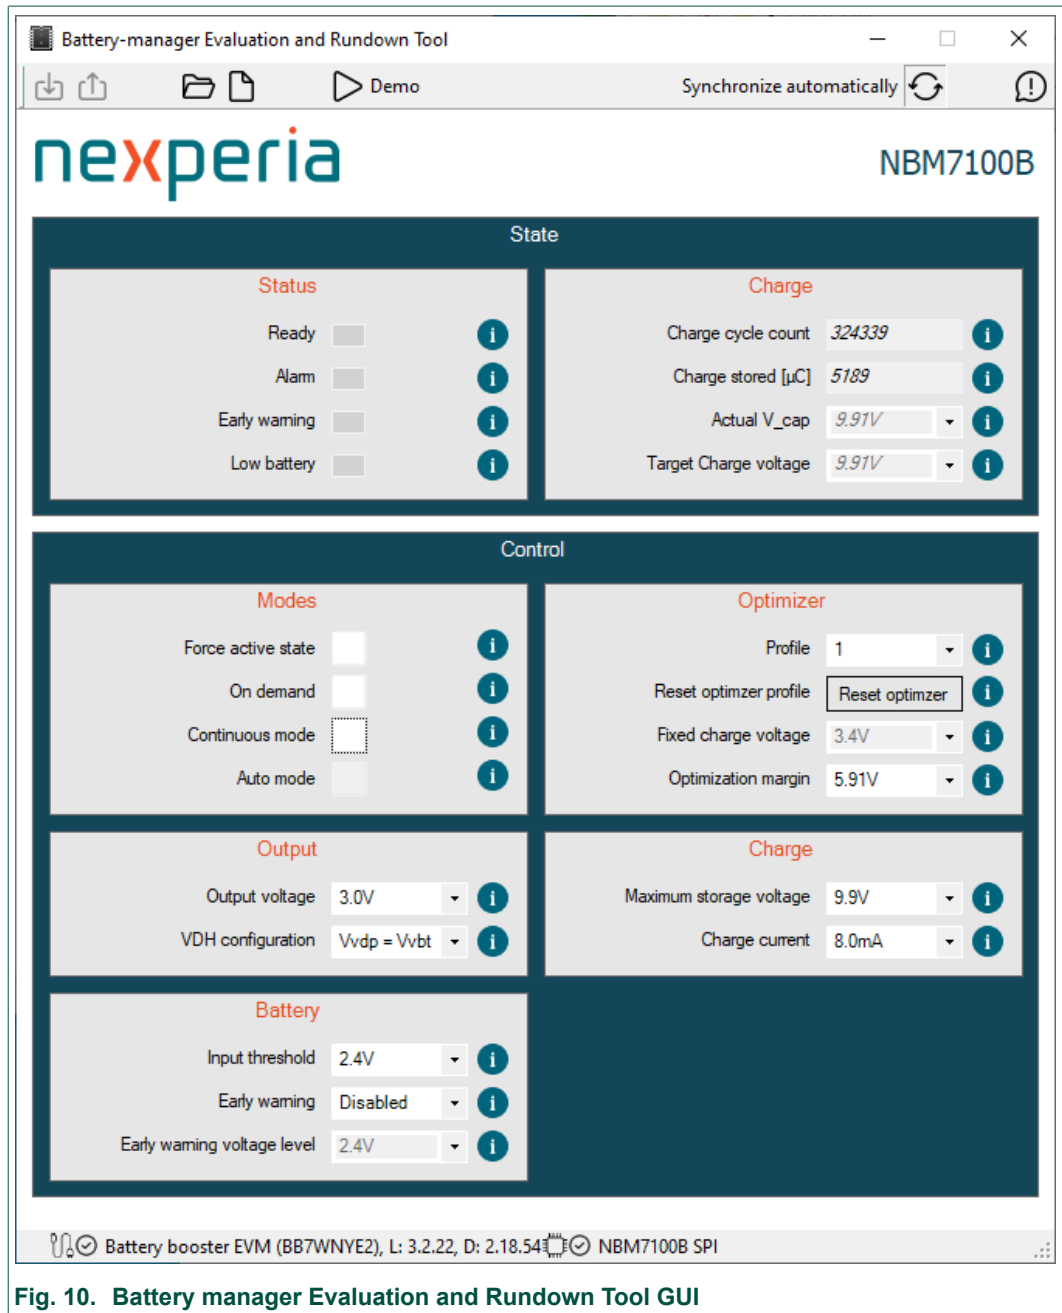 Battery-manager Evaluation and Rundown Tool
Demo
Synchronize automatically
nexperia
NBM7100B
State
Status
Ready
Alarm
Early warning
Low battery
Charge
Charge cycle count 324339
Charge stored [µC] 5189
Actual V_cap 9.91V
Target Charge voltage 9.91V
Control
Modes
Force active state
On demand
Continuous mode
Auto mode
Optimizer
Profile 1
Reset optimzer profile Reset optimzer
Fixed charge voltage 3.4V
Optimization margin 5.91V
Output
Output voltage 3.0V
VDH configuration Vvdp = Vvbt
Charge
Maximum storage voltage 9.9V
Charge current 8.0mA
Battery
Input threshold 2.4V
Early warning Disabled
Early warning voltage level 2.4V
Battery booster EVM (BB7WNYE2), L: 3.2.22, D: 2.18.54 NBM7100B SPI
Fig. 10. Battery manager Evaluation and Rundown Tool GUI